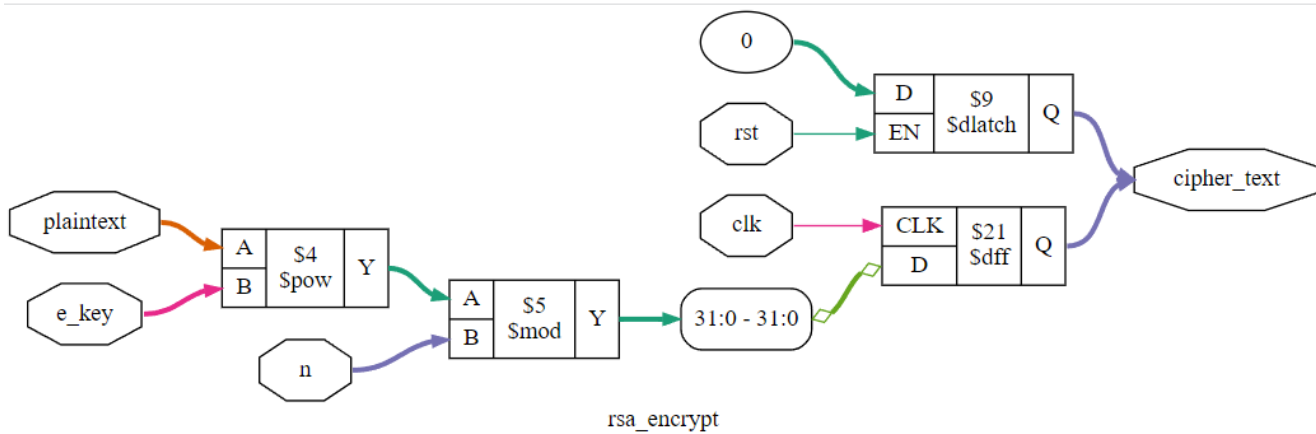 0
D
EN
$9
$dlatch
Q
rst
cipher_text
plaintext
clk
CLK
D
$21
$dff
Q
A
B
$4
$pow
Y
e_key
A
B
$5
$mod
Y
31:0 - 31:0
n
rsa_encrypt